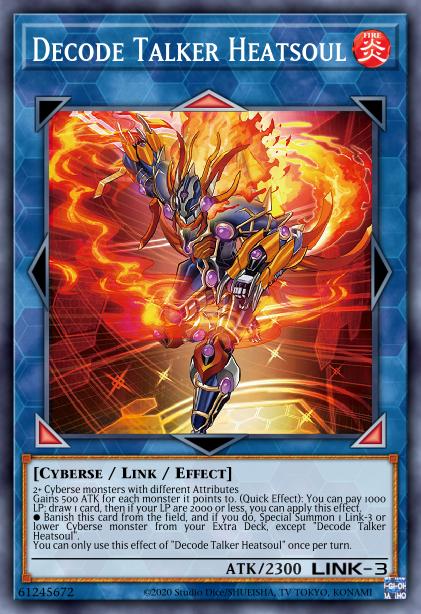 DECODE TALKER HEATSOUL
FIRE
炎
[CYBERSE / LINK / EFFECT]
2+ Cyberse monsters with different Attributes
Gains 500 ATK for each monster it points to. (Quick Effect): You can pay 1000
LP; draw 1 card, then if your LP are 2000 or less, you can apply this effect.
● Banish this card from the field, and if you do, Special Summon 1 Link-3 or
lower Cyberse monster from your Extra Deck, except "Decode Talker
Heatsoul".
You can only use this effect of "Decode Talker Heatsoul" once per turn.
ATK/2300 LINK-3
61245672
©2020 Studio Dice/SHUEISHA, TV TOKYO, KONAMI